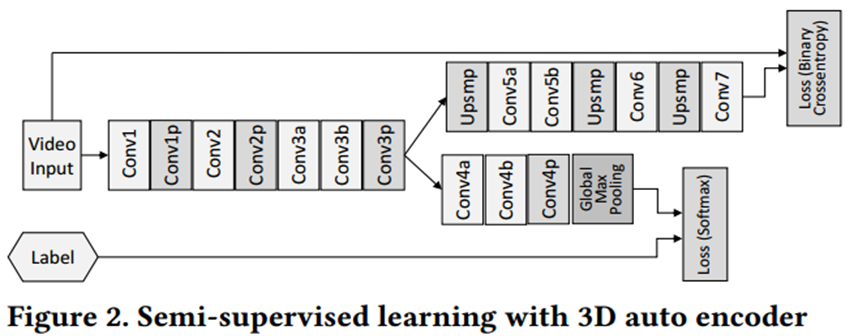 Video
Input
Conv1
Conv1p
Conv2
Conv2p
Conv3a
Conv3b
Conv3p
Upsmp
Conv5a
Conv5b
Upsmp
Conv6
Upsmp
Conv7
Loss (Binary
Crossentropy)
Conv4a
Conv4b
Conv4p
Global
Max
Pooling
Loss (Softmax)
Label
Figure 2. Semi-supervised learning with 3D auto encoder